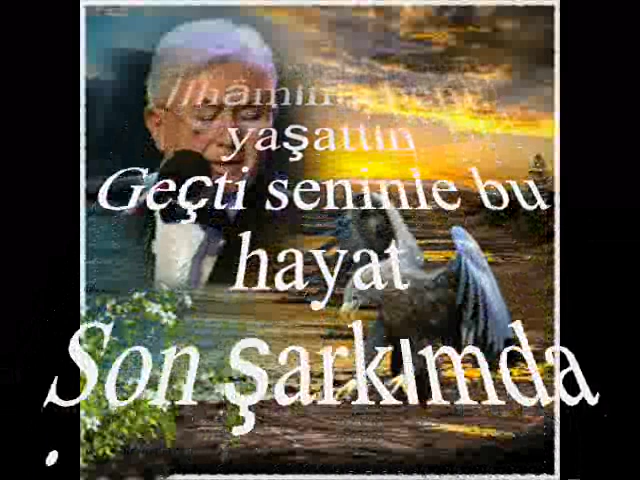 yaşattın
Geçti seninle bu
hayat
Son şarkımda
.